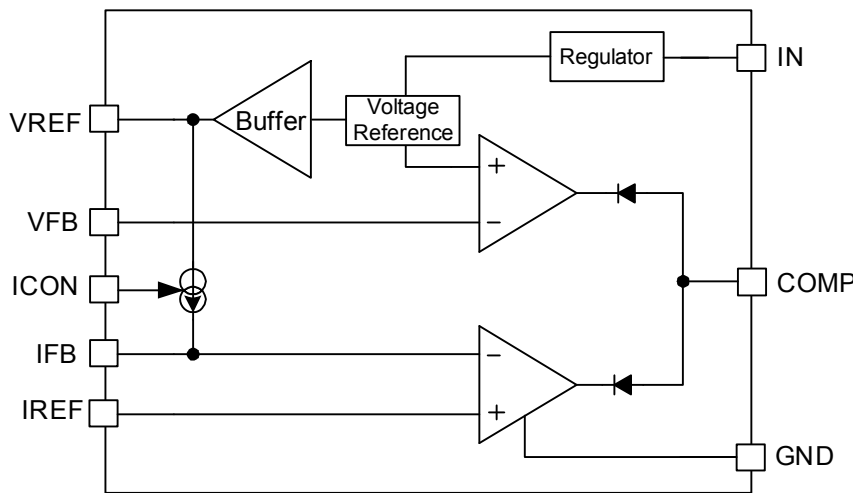 Regulator
IN
VREF
Buffer
Voltage
Reference
+
VFB
−
ICON
COMP
IFB
−
IREF
+
GND